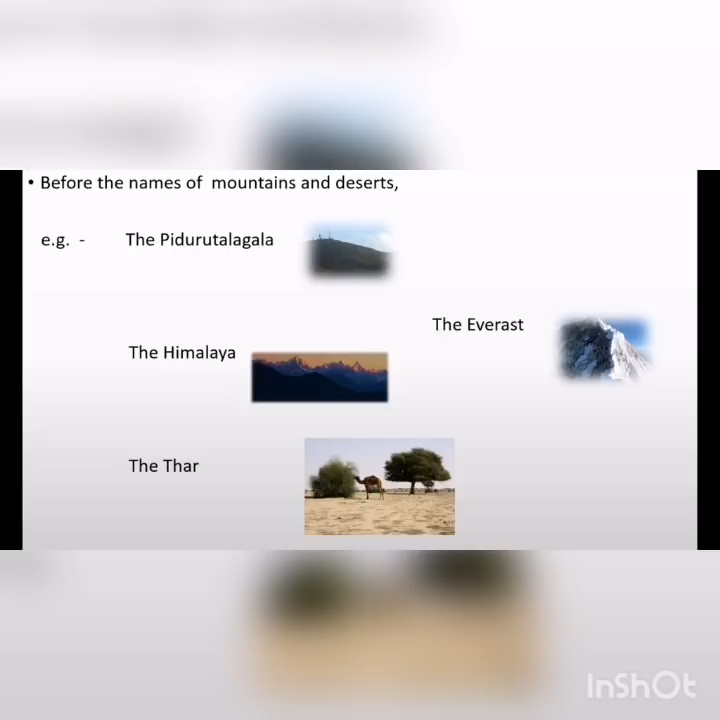 • Before the names of mountains and deserts,
e.g. - The Pidurutalagala
The Everast
The Himalaya
The Thar
InShOt